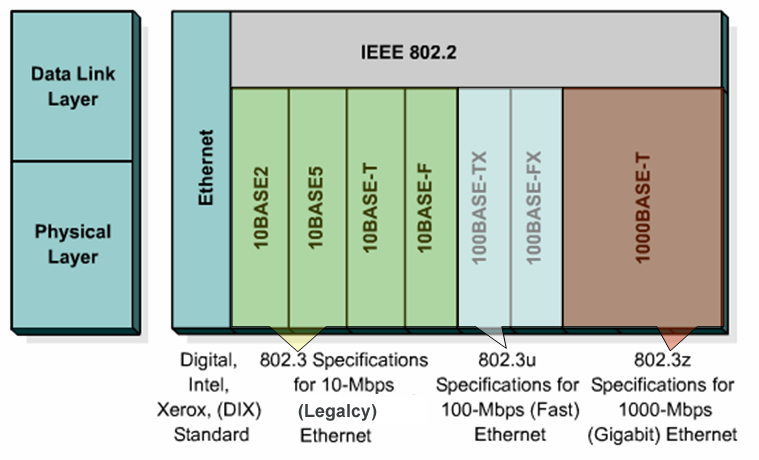 Data Link
Layer
Physical
Layer
IEEE 802.2
Ethernet
10BASE2
10BASE5
10BASE-T
10BASE-F
100BASE-TX
100BASE-FX
1000BASE-T
Digital,
Intel,
Xerox, (DIX)
Standard
802.3 Specifications
for 10-Mbps
(Legalcy)
Ethernet
802.3u
Specifications for
100-Mbps (Fast)
Ethernet
802.3z
Specifications for
1000-Mbps
(Gigabit) Ethernet